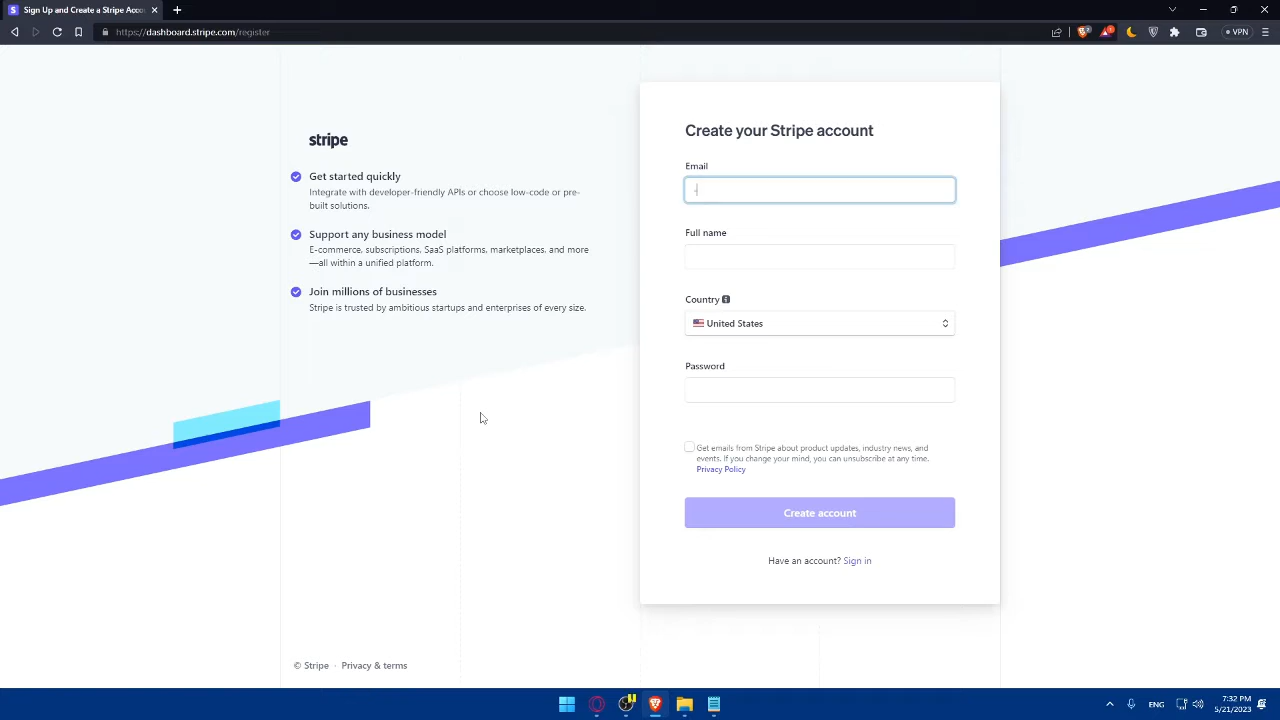 Sign Up and Create a Stripe Acco
https://dashboard.stripe.com/register
VPN
stripe
Get started quickly
Integrate with developer-friendly APIs or choose low-code or pre-
built solutions.
Support any business model
E-commerce, subscriptions, SaaS platforms, marketplaces, and more
—all within a unified platform.
Join millions of businesses
Stripe is trusted by ambitious startups and enterprises of every size.
© Stripe · Privacy & terms
Create your Stripe account
Email
Full name
Country
United States
Password
Get emails from Stripe about product updates, industry news, and
events. If you change your mind, you can unsubscribe at any time.
Privacy Policy
Create account
Have an account? Sign in
ENG
7:32 PM
5/21/2023